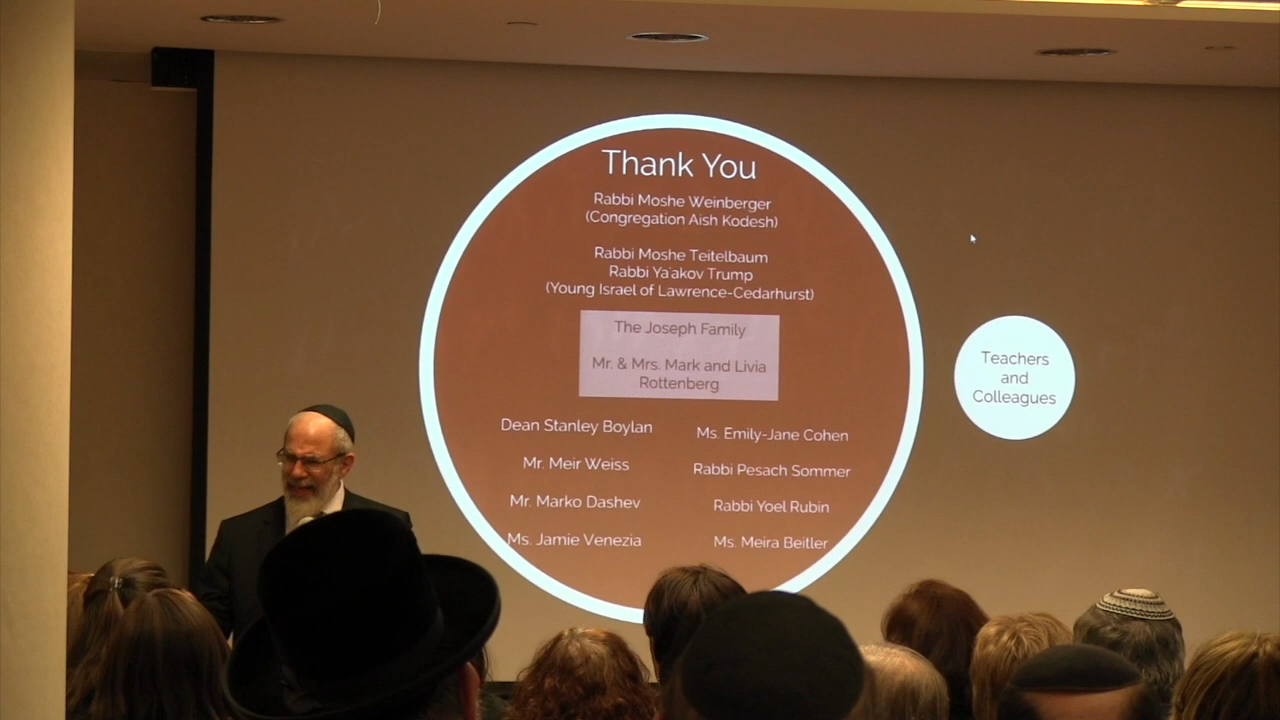 Thank You
Rabbi Moshe Weinberger
(Congregation Aish Kodesh)
Rabbi Moshe Teitelbaum
Rabbi Ya'akov Trump
(Young Israel of Lawrence-Cedarhurst)
The Joseph Family
Mr. & Mrs. Mark and Livia
Rottenberg
Dean Stanley Boylan
Mr. Meir Weiss
Mr. Marko Dashev
Ms. Jamie Venezia
Ms. Emily-Jane Cohen
Rabbi Pesach Sommer
Rabbi Yoel Rubin
Ms. Meira Beitler
Teachers
and
Colleagues